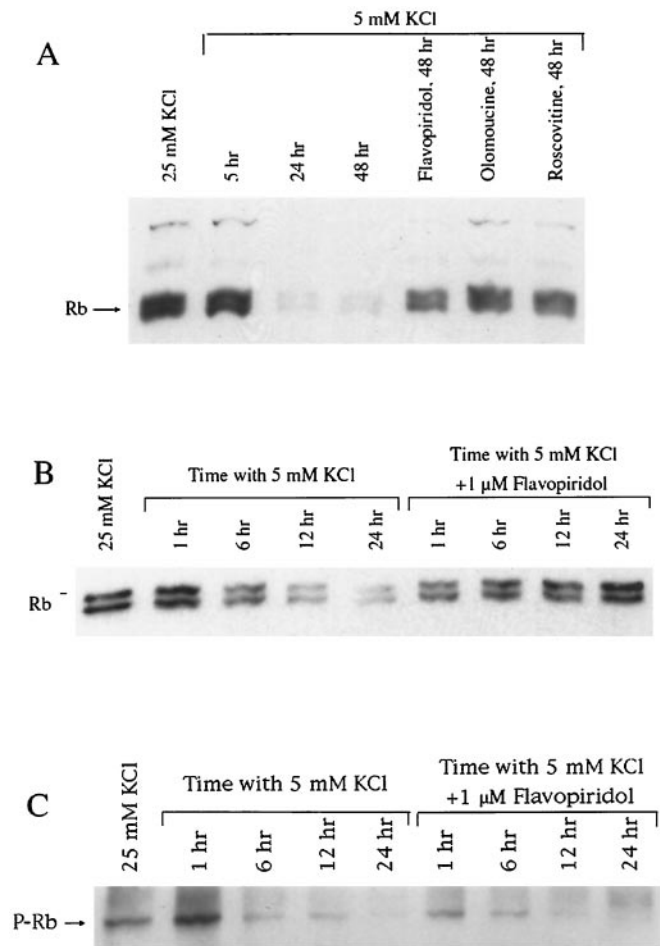 A
5 mM KCl
25 mM KCl
5 hr
24 hr
48 hr
Flavopiridol, 48 hr
Olomoucine, 48 hr
Roscovitine, 48 hr
Rb
B
25 mM KCl
Time with 5 mM KCl
1 hr
6 hr
12 hr
24 hr
Time with 5 mM KCl
+1 µM Flavopiridol
1 hr
6 hr
12 hr
24 hr
Rb
C
25 mM KCl
Time with 5 mM KCl
1 hr
6 hr
12 hr
24 hr
Time with 5 mM KCl
+1 µM Flavopiridol
1 hr
6 hr
12 hr
24 hr
P-Rb